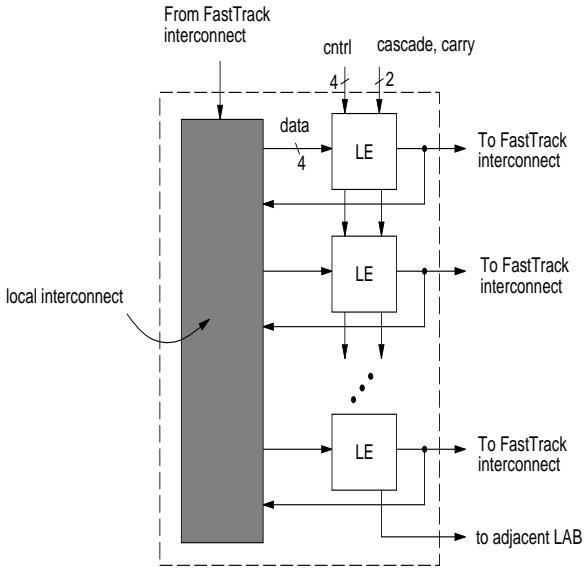 From FastTrack
interconnect
cntrl
cascade, carry
4
2
data
4
LE
To FastTrack
interconnect
LE
To FastTrack
interconnect
local interconnect
LE
To FastTrack
interconnect
to adjacent LAB